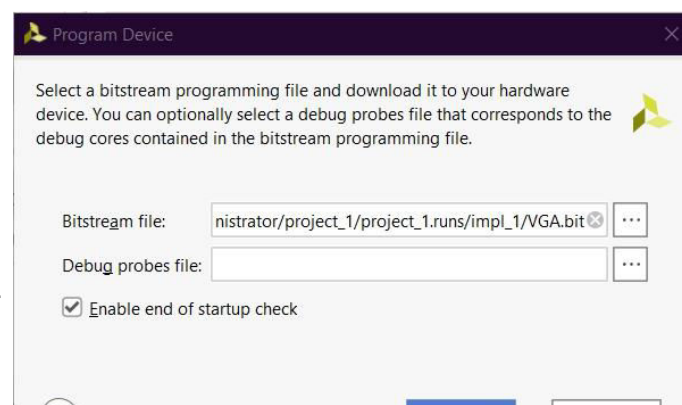 Program Device
Select a bitstream programming file and download it to your hardware
device. You can optionally select a debug probes file that corresponds to the
debug cores contained in the bitstream programming file.
Bitstream file: nistrator/project_1/project_1.runs/impl_1/VGA.bit ...
Debug probes file: ...
Enable end of startup check